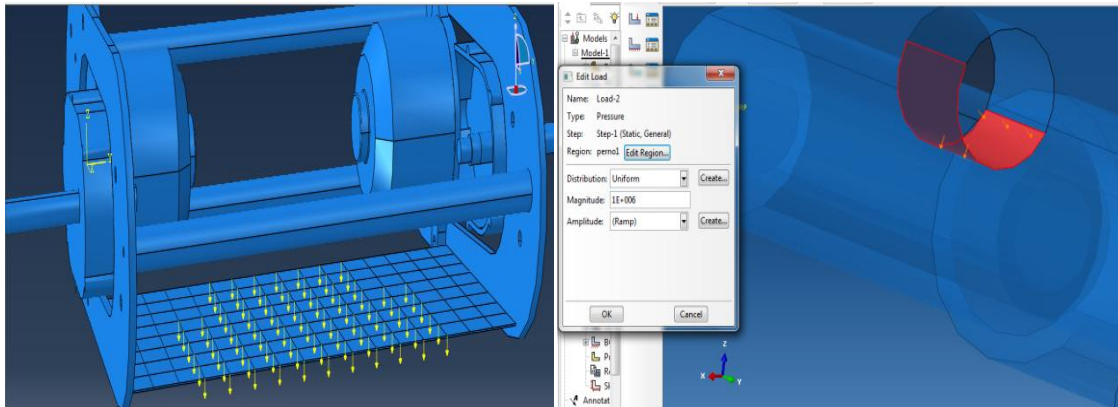 Models
Model-1
Edit Load
Name: Load-2
Type: Pressure
Step: Step-1 (Static, General)
Region: perno1 Edit Region...
Distribution: Uniform Create...
Magnitude: 1E+006
Amplitude: (Ramp) Create...
OK Cancel
Annotat
Z
X Y